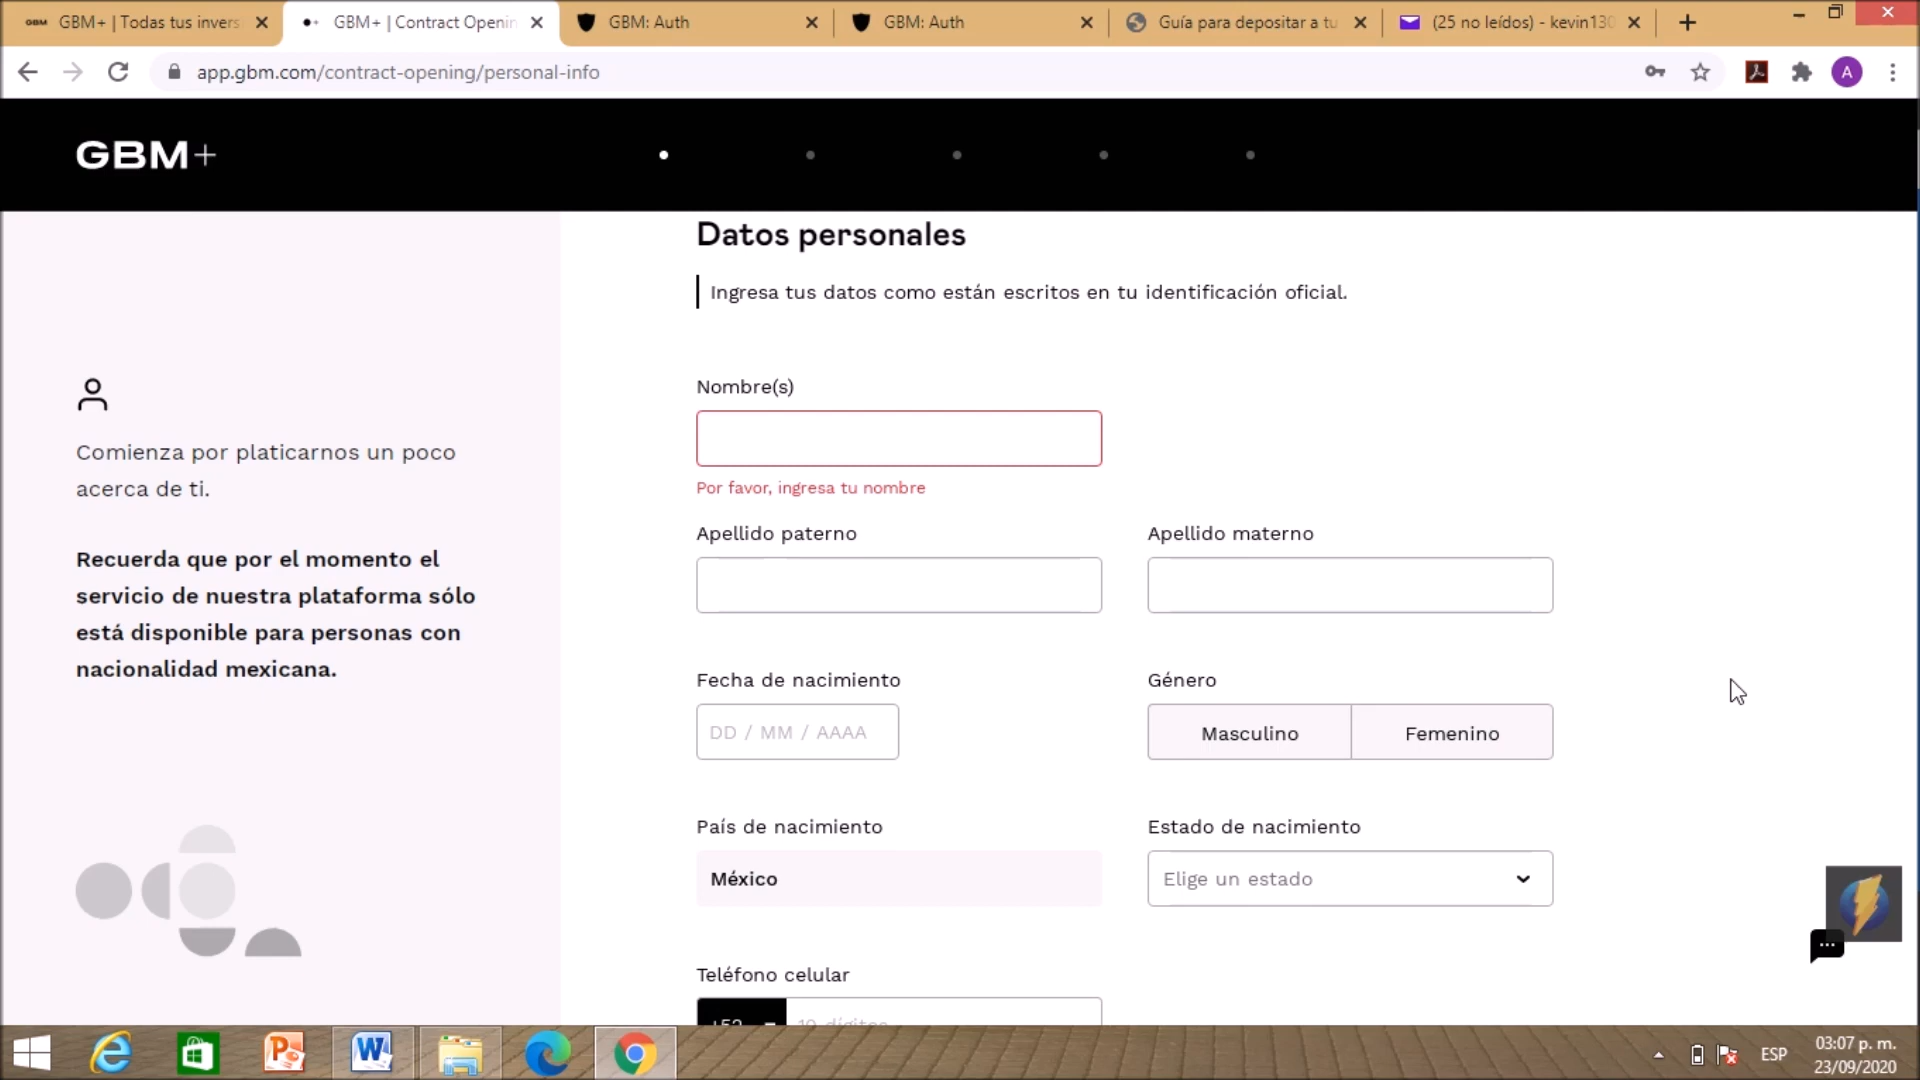 GBM+ | Todas tus invers
GBM+ | Contract Openin
GBM: Auth
GBM: Auth
Guía para depositar a tu
(25 no leídos) - kevin130
app.gbm.com/contract-opening/personal-info
A
GBM+
Datos personales
Ingresa tus datos como están escritos en tu identificación oficial.
Comienza por platicarnos un poco
acerca de ti.
Recuerda que por el momento el
servicio de nuestra plataforma sólo
está disponible para personas con
nacionalidad mexicana.
Nombre(s)
Por favor, ingresa tu nombre
Apellido paterno
Apellido materno
Fecha de nacimiento
DD / MM / AAAA
Género
Masculino
Femenino
País de nacimiento
México
Estado de nacimiento
Elige un estado
Teléfono celular
+52
10 dígitos
ESP
03:07 p. m.
23/09/2020